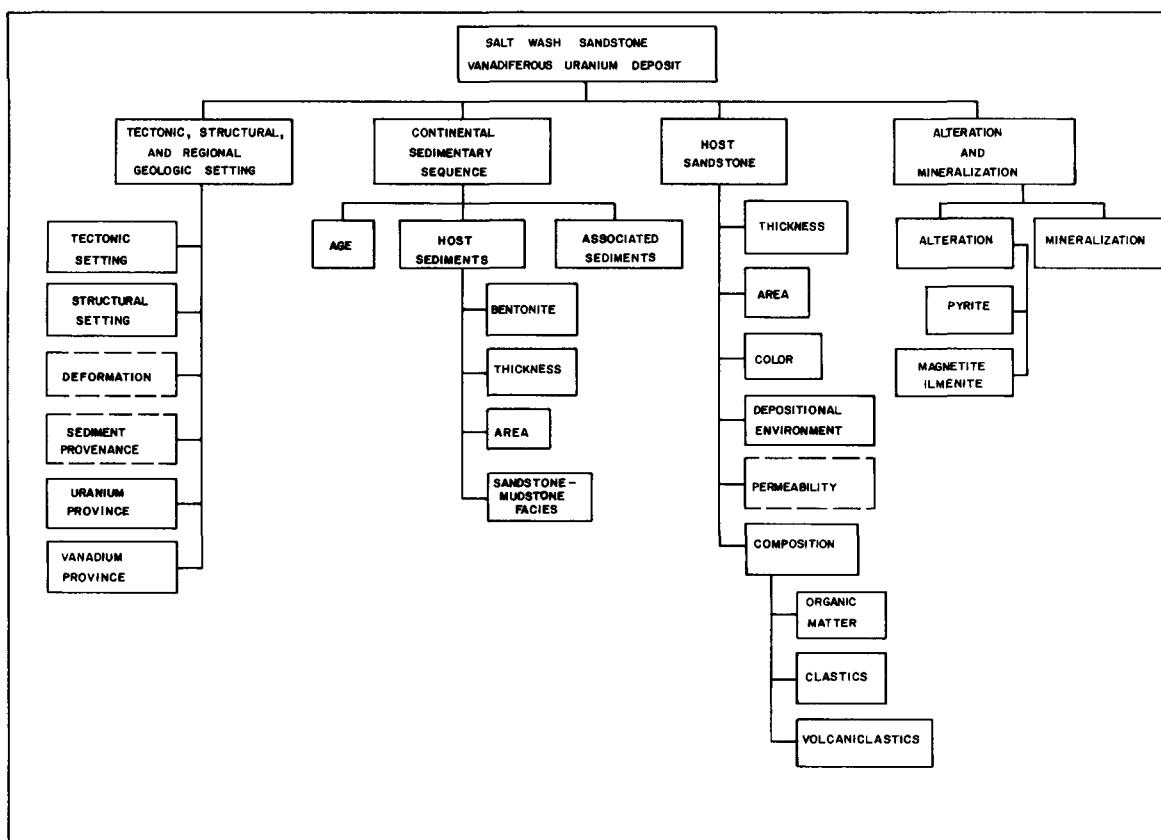 SALT WASH SANDSTONE
VANADIFEROUS URANIUM DEPOSIT
TECTONIC, STRUCTURAL,
AND REGIONAL
GEOLOGIC SETTING
CONTINENTAL
SEDIMENTARY
SEQUENCE
HOST
SANDSTONE
ALTERATION
AND
MINERALIZATION
TECTONIC
SETTING
STRUCTURAL
SETTING
DEFORMATION
SEDIMENT
PROVENANCE
URANIUM
PROVINCE
VANADIUM
PROVINCE
AGE
HOST
SEDIMENTS
ASSOCIATED
SEDIMENTS
BENTONITE
THICKNESS
AREA
SANDSTONE-
MUDSTONE
FACIES
THICKNESS
AREA
COLOR
DEPOSITIONAL
ENVIRONMENT
PERMEABILITY
COMPOSITION
ORGANIC
MATTER
CLASTICS
VOLCANICLASTICS
ALTERATION
MINERALIZATION
PYRITE
MAGNETITE
ILMENITE